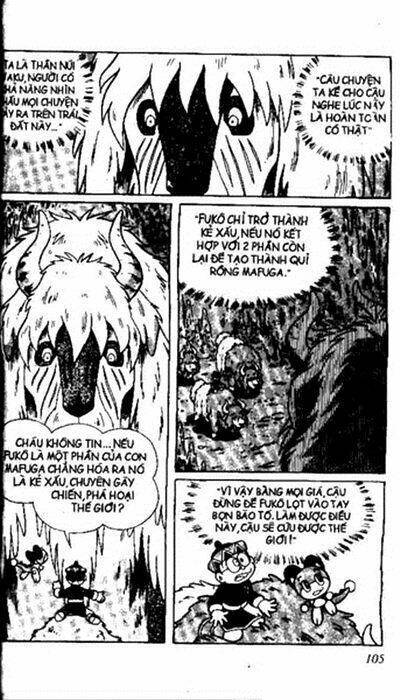 TA LÀ THẦN NÚI
TAKU, NGƯỜI CÓ
KHẢ NĂNG NHÌN
THẤU MỌI CHUYỆN
XẢY RA TRÊN TRÁI
ĐẤT NÀY..."
"CÂU CHUYỆN
TA KỂ CHO CẬU
NGHE LÚC NÃY
LÀ HOÀN TOÀN
CÓ THẬT"
"FUKÔ CHỈ TRỞ THÀNH
KẺ XẤU, NẾU NÓ KẾT
HỢP VỚI 2 PHẦN CÒN
LẠI ĐỂ TẠO THÀNH QUỈ
RỒNG MAFUGA."
CHÁU KHÔNG TIN... NẾU
FUKÔ LÀ MỘT PHẦN CỦA CON
MAFUGA CHẲNG HÓA RA NÓ
LÀ KẺ XẤU, CHUYÊN GÂY
CHIẾN, PHÁ HOẠI
THẾ GIỚI?
"VÌ VẬY BẰNG MỌI GIÁ, CẬU
ĐỪNG ĐỂ FUKÔ LỌT VÀO TAY
BỌN BÃO TỐ. LÀM ĐƯỢC ĐIỀU
NÀY, CẬU SẼ CỨU ĐƯỢC THẾ
GIỚI!"
105